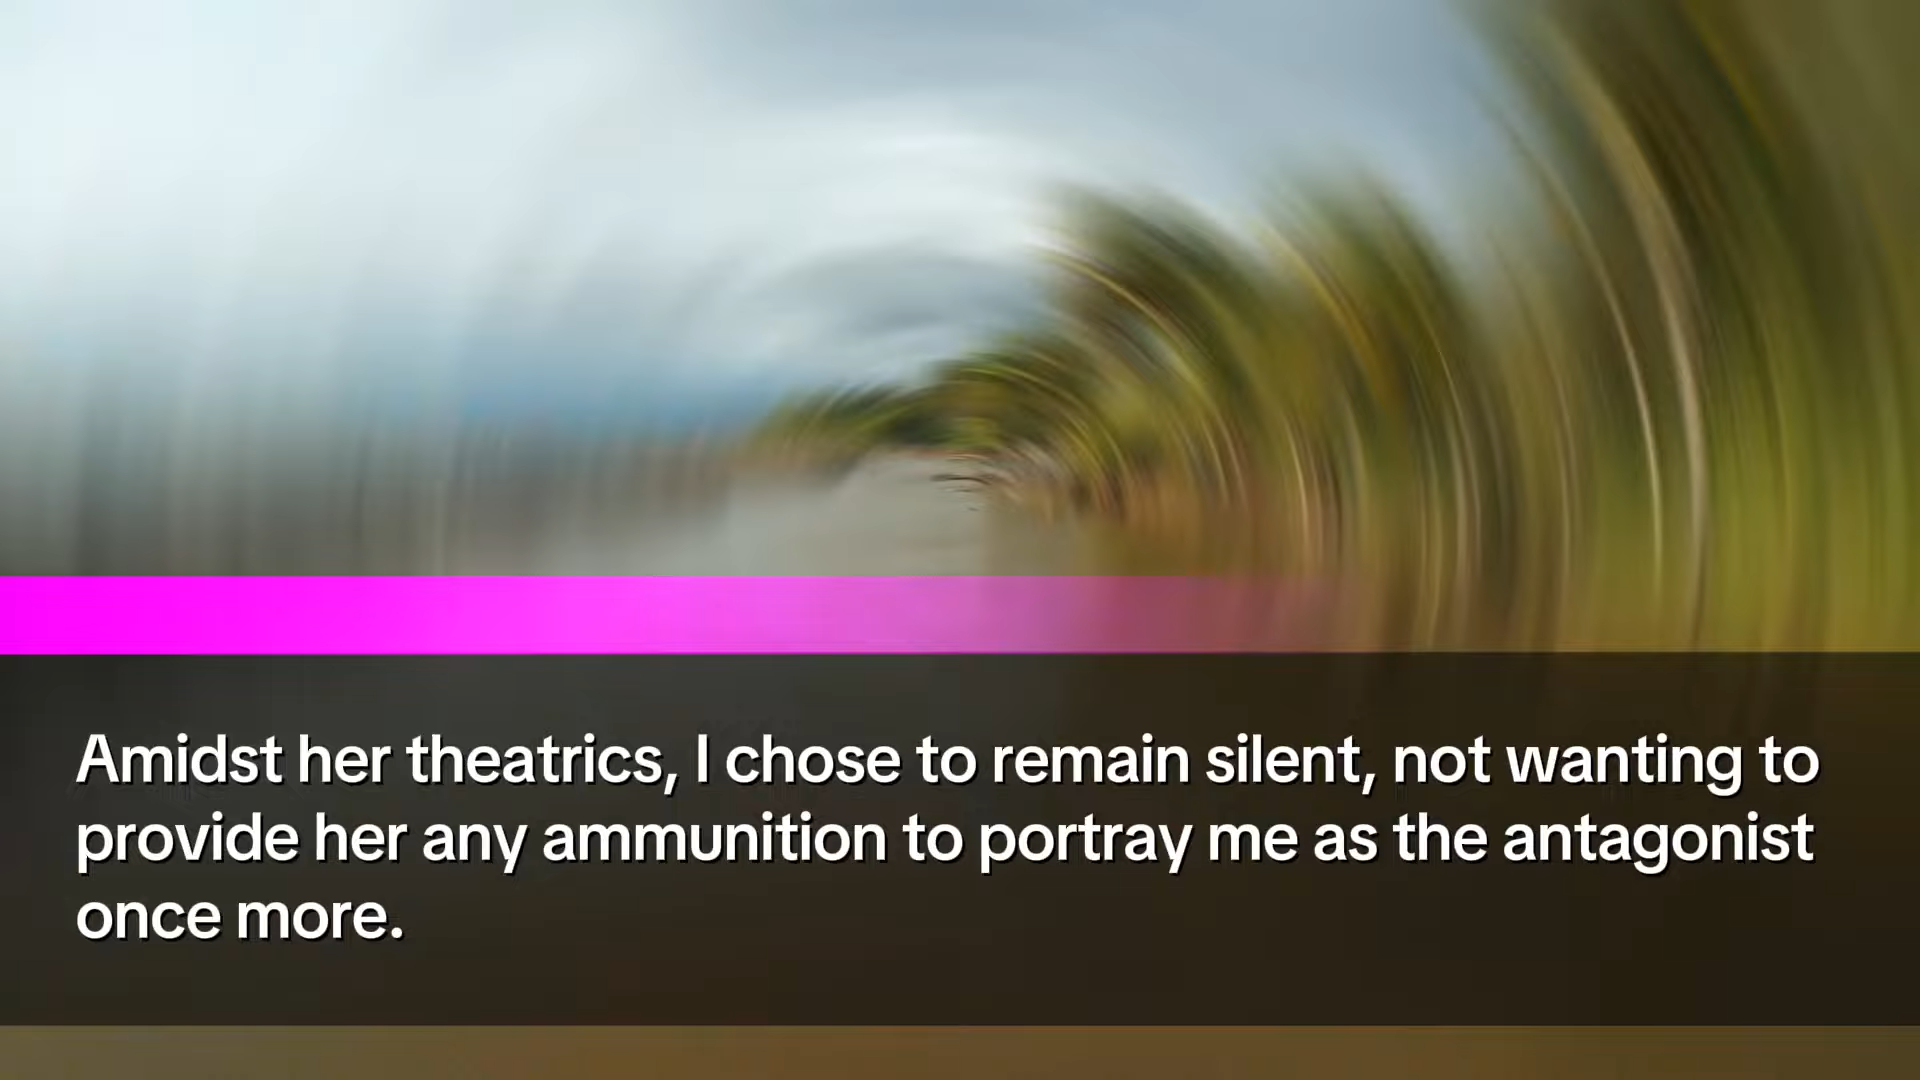 Amidst her theatrics, I chose to remain silent, not wanting to
provide her any ammunition to portray me as the antagonist
once more.